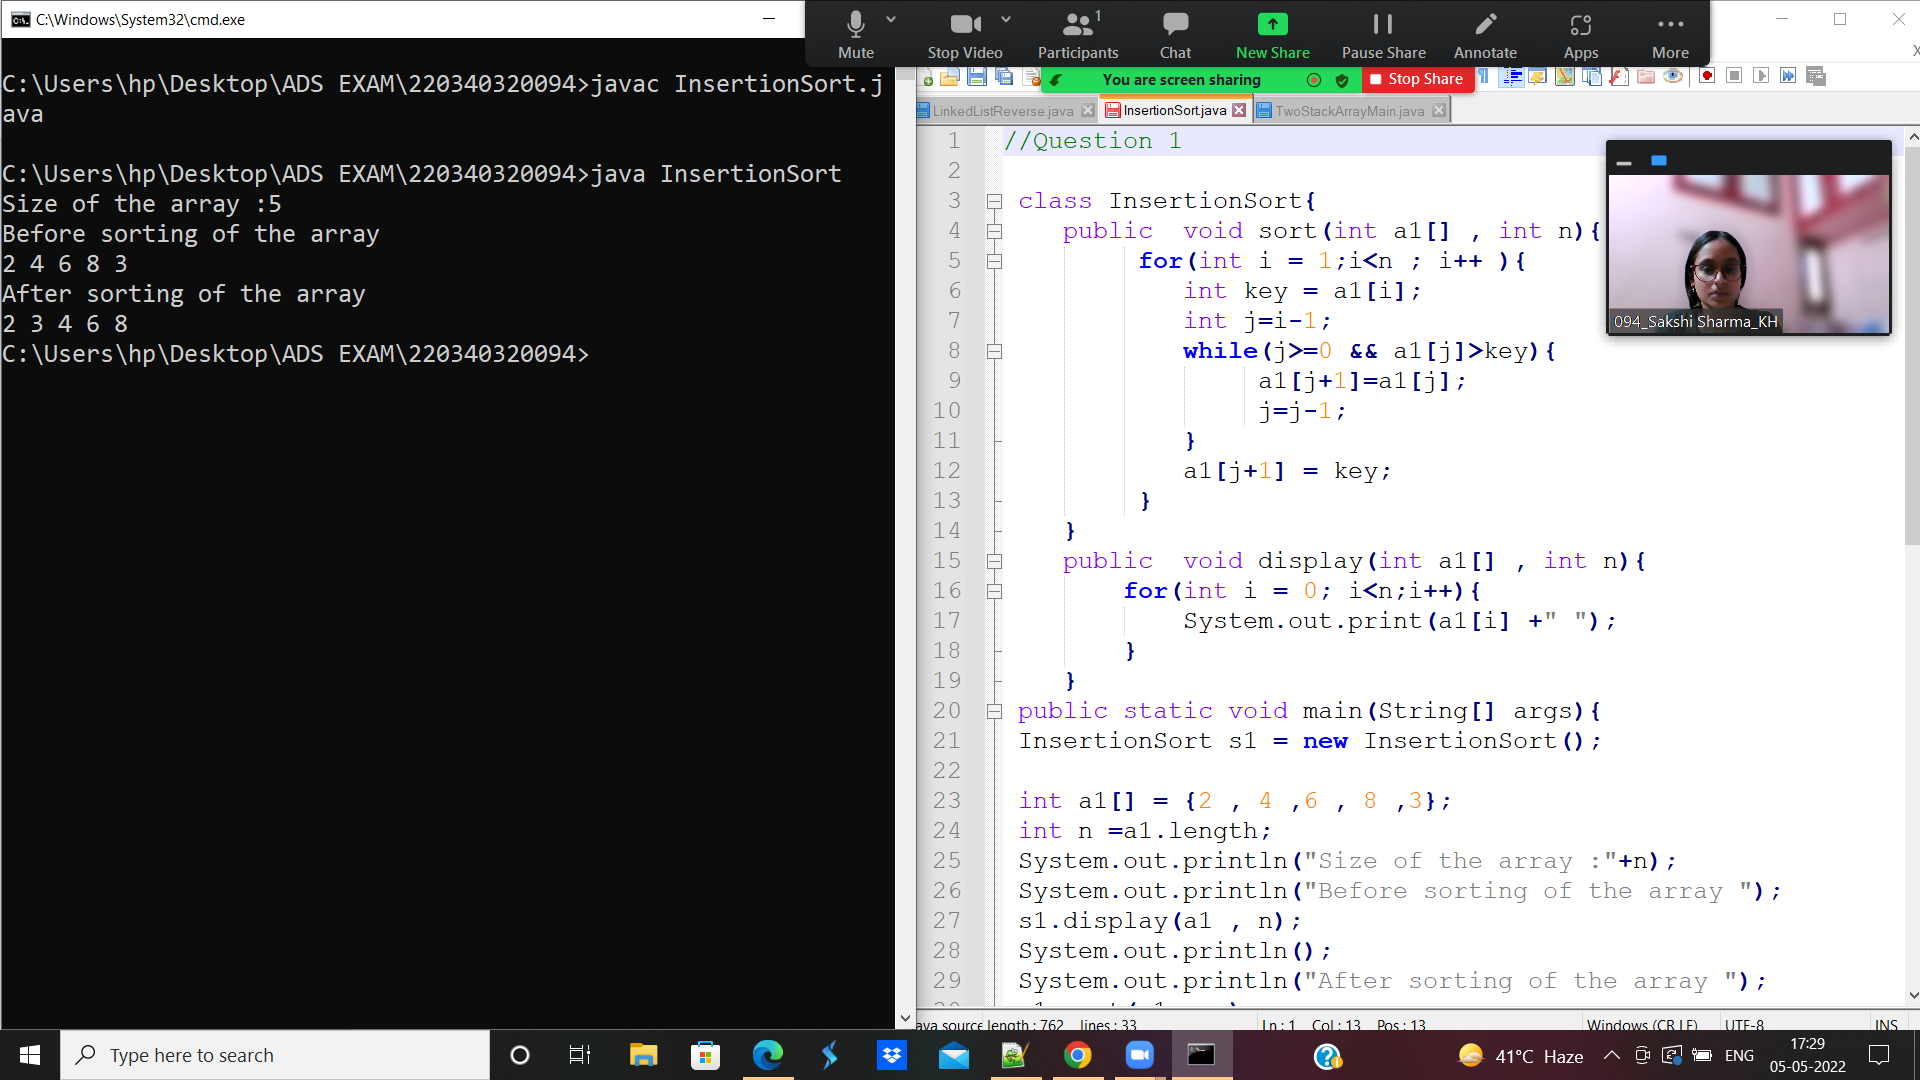 C:\Windows\System32\cmd.exe
C:\Users\hp\Desktop\ADS EXAM\220340320094>javac InsertionSort.j
ava
C:\Users\hp\Desktop\ADS EXAM\220340320094>java InsertionSort
Size of the array :5
Before sorting of the array
2 4 6 8 3
After sorting of the array
2 3 4 6 8
C:\Users\hp\Desktop\ADS EXAM\220340320094>
Mute
Stop Video
1
Participants
Chat
New Share
Pause Share
Annotate
Apps
More
You are screen sharing
Stop Share
LinkedListReverse.java
InsertionSort.java
TwoStackArrayMain.java
1 //Question 1
2
3 class InsertionSort{
4 public  void sort(int a1[] , int n){
5 for(int i = 1;i<n ; i++ ){
6 int key = a1[i];
7 int j=i-1;
8 while(j>=0 && a1[j]>key){
9 a1[j+1]=a1[j];
10 j=j-1;
11 }
12 a1[j+1] = key;
13 }
14 }
15 public  void display(int a1[] , int n){
16 for(int i = 0; i<n;i++){
17 System.out.print(a1[i] +" ");
18 }
19 }
20 public static void main(String[] args){
21 InsertionSort s1 = new InsertionSort();
22
23 int a1[] = {2 , 4 ,6 , 8 ,3};
24 int n =a1.length;
25 System.out.println("Size of the array :"+n);
26 System.out.println("Before sorting of the array ");
27 s1.display(a1 , n);
28 System.out.println();
29 System.out.println("After sorting of the array ");
094_Sakshi Sharma_KH
ava source length : 762 lines : 33
Ln : 1 Col : 13 Pos : 13
Windows (CR LF)
UTF-8
INS
Type here to search
41°C Haze
ENG
17:29
05-05-2022